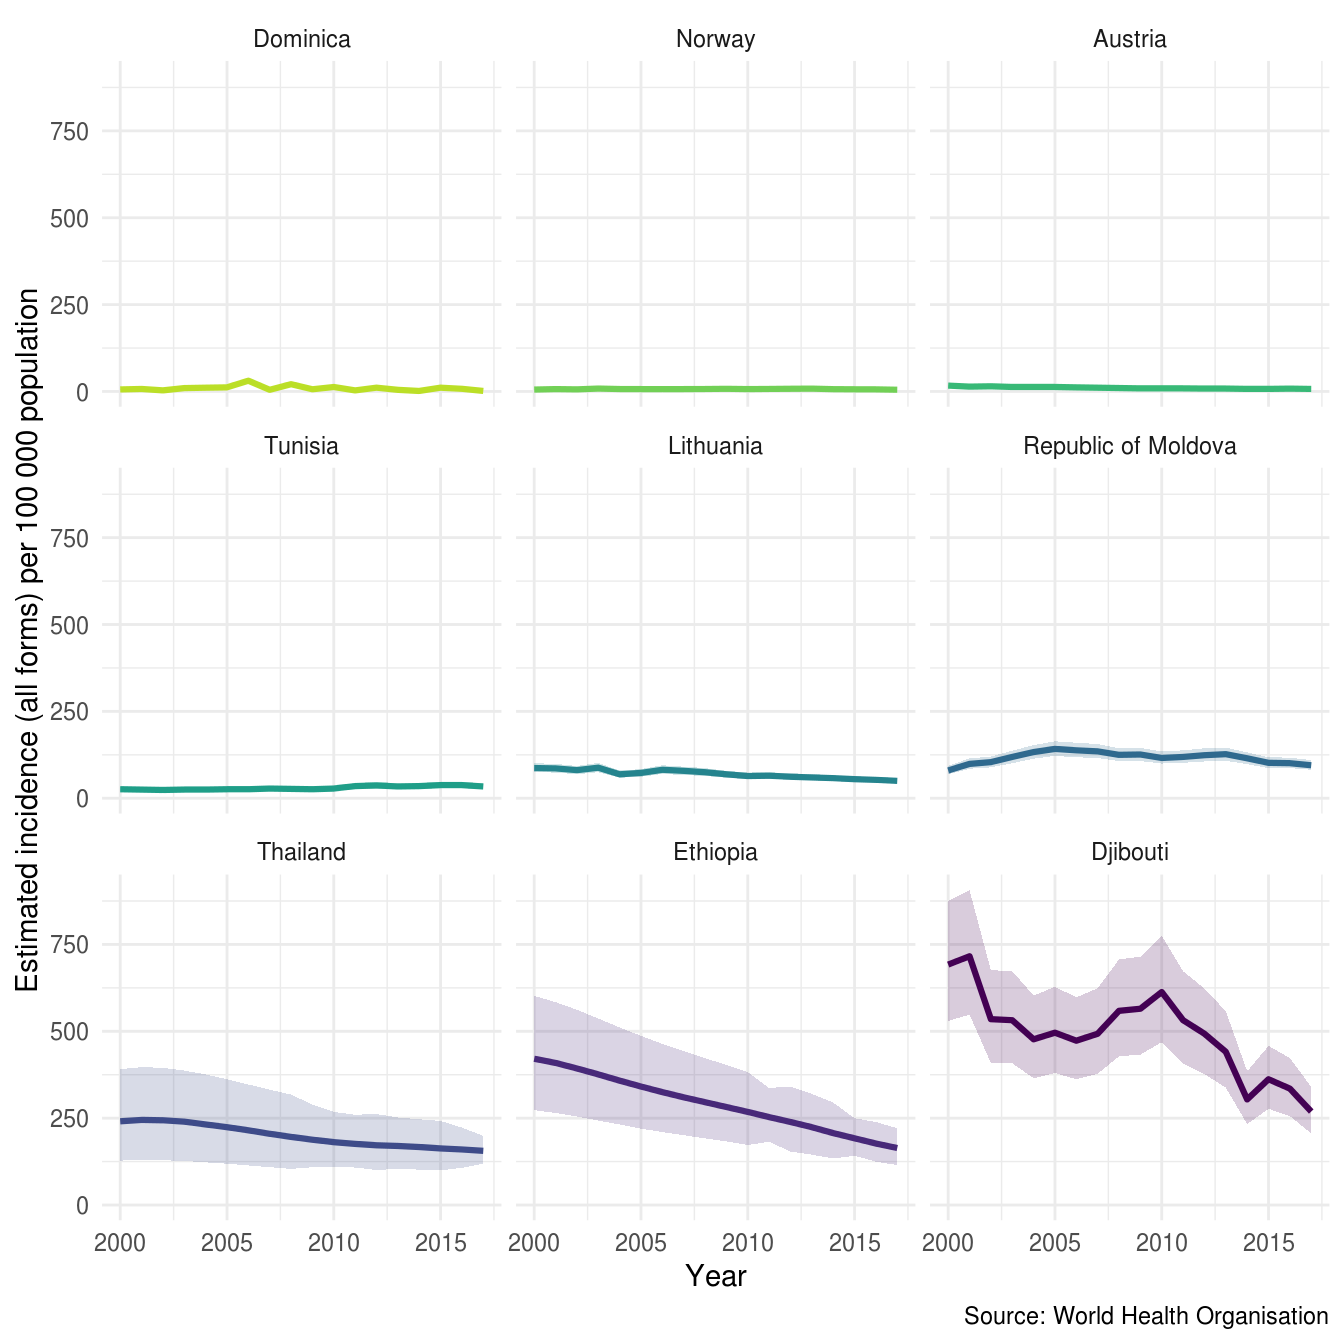 Dominica
Norway
Austria
750
500
250
0
Tunisia
Lithuania
Republic of Moldova
750
500
250
0
Thailand
Ethiopia
Djibouti
750
500
250
0
2000 2005 2010 2015
2000 2005 2010 2015
2000 2005 2010 2015
Estimated incidence (all forms) per 100 000 population
Year
Source: World Health Organisation